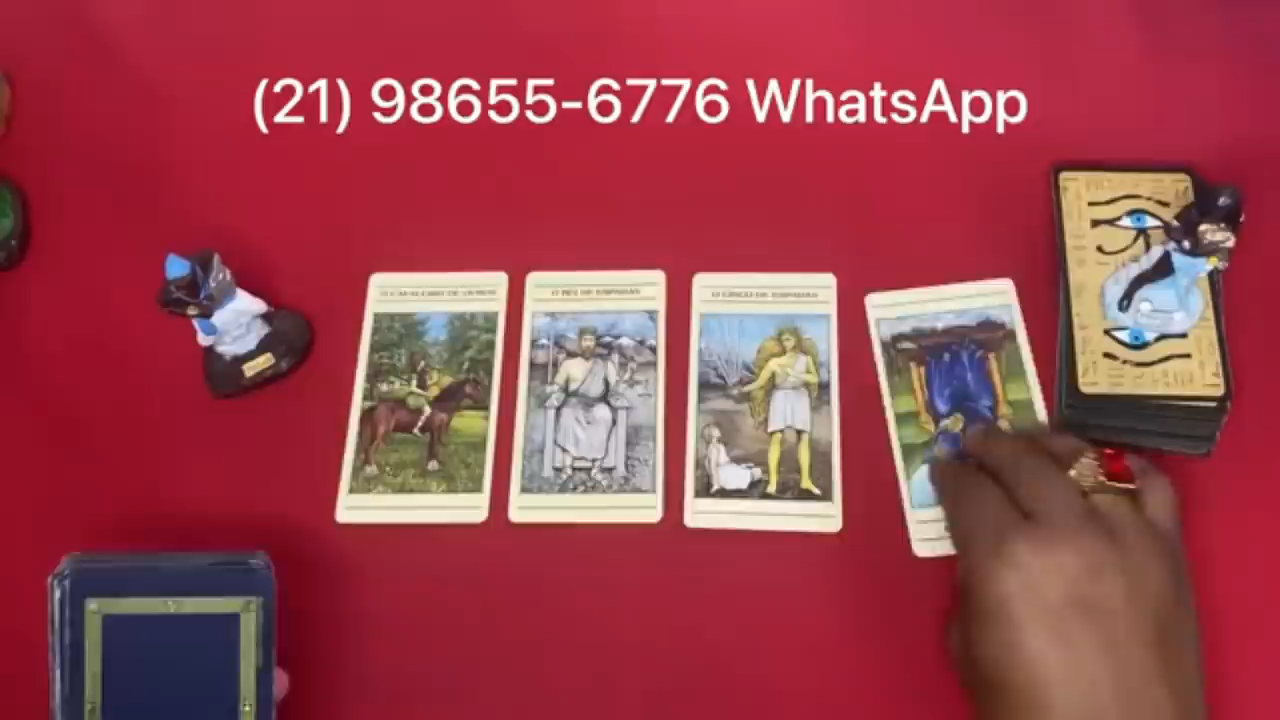 (21) 98655-6776 WhatsApp
O REI DE ESPADAS
O CINCO DE ESPADAS